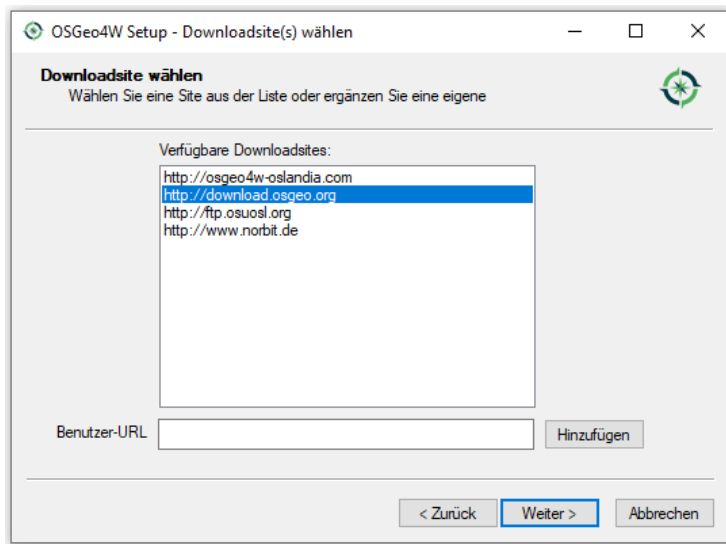 OSGeo4W Setup - Downloadsite(s) wählen
Downloadsite wählen
Wählen Sie eine Site aus der Liste oder ergänzen Sie eine eigene
Verfügbare Downloadsites:
http://osgeo4w-oslandia.com
http://download.osgeo.org
http://ftp.osuosl.org
http://www.norbit.de
Benutzer-URL
Hinzufügen
< Zurück
Weiter >
Abbrechen